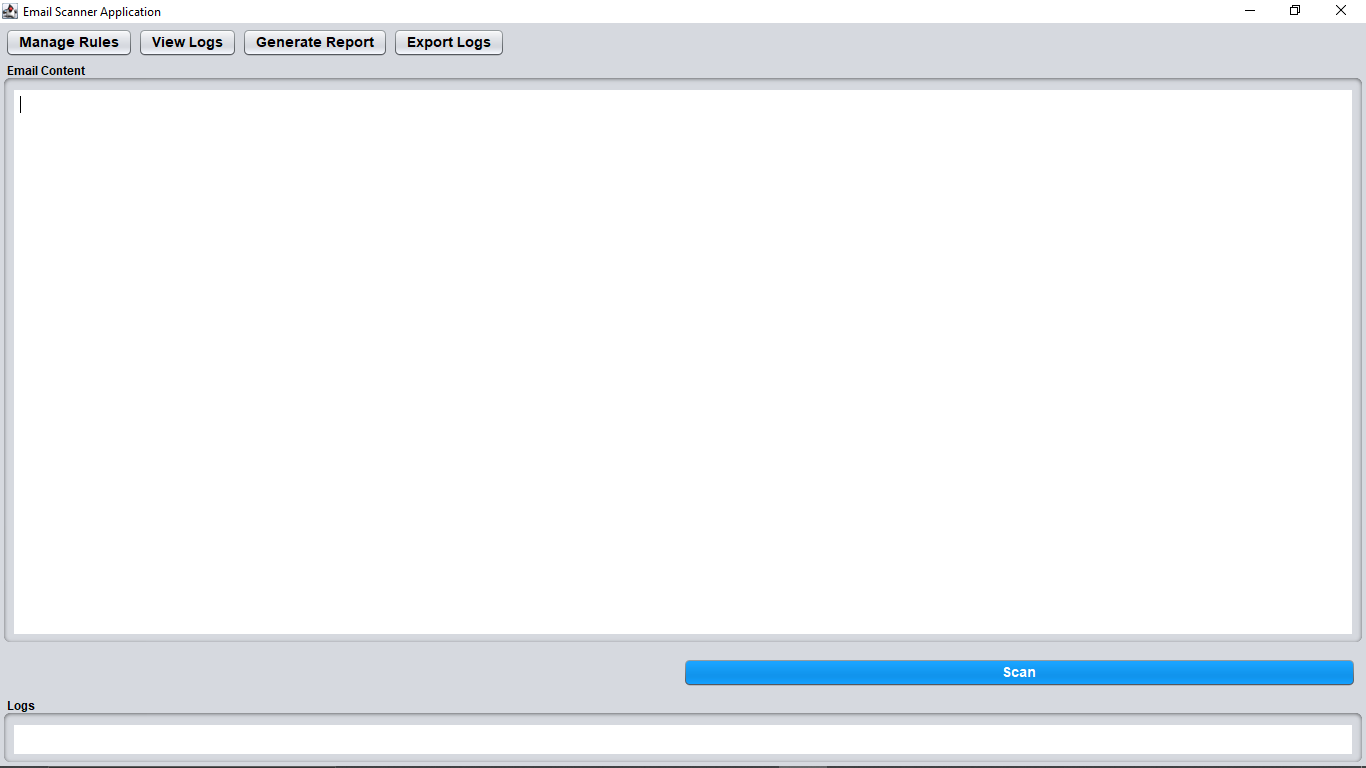 Email Scanner Application
Manage Rules View Logs Generate Report Export Logs
Email Content
Scan
Logs